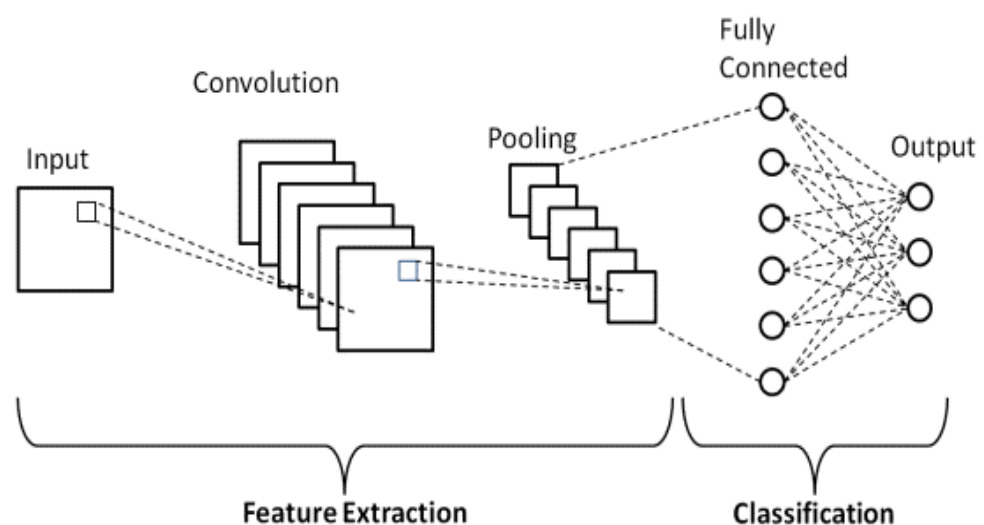 Input
Convolution
Pooling
Fully
Connected
Output
Feature Extraction
Classification